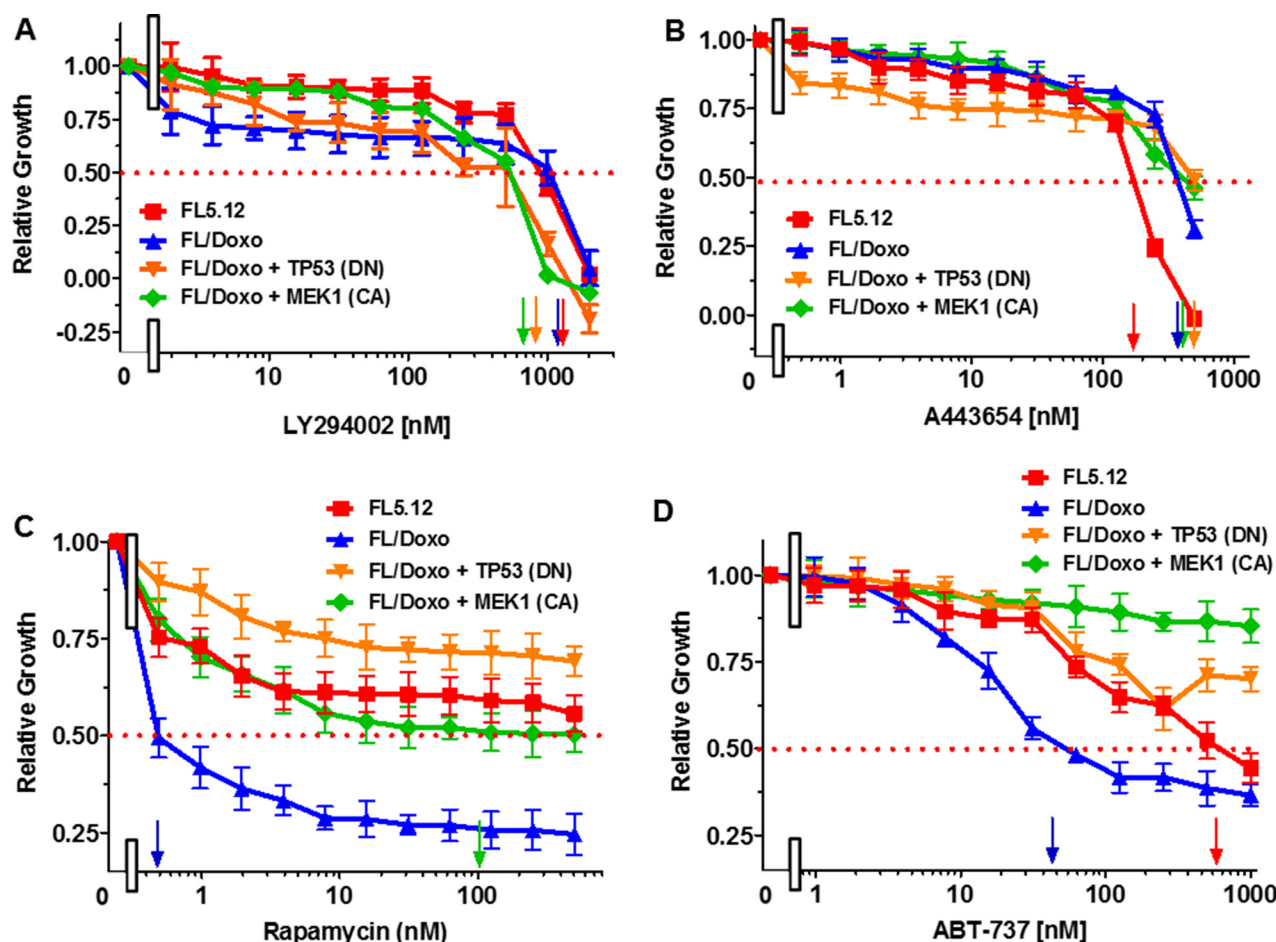 A
Relative Growth
1.00
0.75
0.50
0.25
0.00
-0.25
FL5.12
FL/Doxo
FL/Doxo + TP53 (DN)
FL/Doxo + MEK1 (CA)
0 10 100 1000
LY294002 [nM]
B
Relative Growth
1.00
0.75
0.50
0.25
0.00
FL5.12
FL/Doxo
FL/Doxo + TP53 (DN)
FL/Doxo + MEK1 (CA)
0 1 10 100 1000
A443654 [nM]
C
FL5.12
FL/Doxo
FL/Doxo + TP53 (DN)
FL/Doxo + MEK1 (CA)
Relative Growth
1.00
0.75
0.50
0.25
0 1 10 100
Rapamycin (nM)
D
FL5.12
FL/Doxo
FL/Doxo + TP53 (DN)
FL/Doxo + MEK1 (CA)
Relative Growth
1.00
0.75
0.50
0.25
0 1 10 100 1000
ABT-737 [nM]